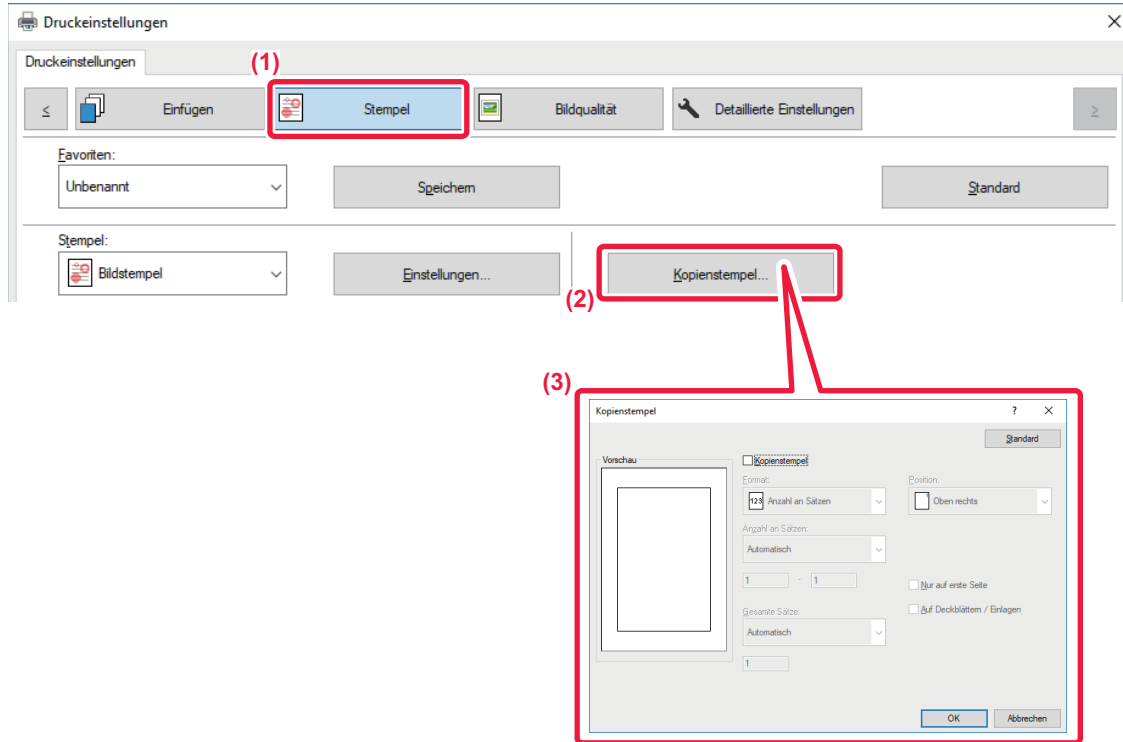 Druckeinstellungen
Druckeinstellungen
(1)
≤ Einfügen Stempel Bildqualität Detaillierte Einstellungen ≥
Favoriten:
Unbenannt Speichern Standard
Stempel:
Bildstempel Einstellungen... Kopienstempel...
(2)
(3)
Kopienstempel ? ×
Standard
Vorschau Kopienstempel
Format: Position:
123 Anzahl an Sätzen 1 Oben rechts
Anzahl an Sätzen:
Automatisch
1 - 1 Nur auf erste Seite
Gesamte Sätze: Auf Deckblättern / Einlagen
Automatisch
1
OK Abbrechen